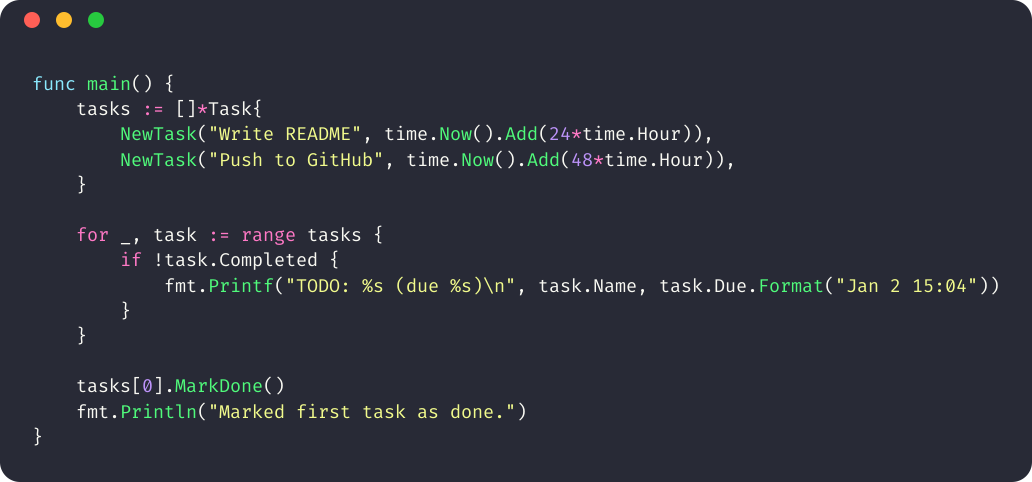 func main() {
    tasks := []*Task{
        NewTask("Write README", time.Now().Add(24*time.Hour)),
        NewTask("Push to GitHub", time.Now().Add(48*time.Hour)),
    }

    for _, task := range tasks {
        if !task.Completed {
            fmt.Printf("TODO: %s (due %s)\n", task.Name, task.Due.Format("Jan 2 15:04"))
        }
    }

    tasks[0].MarkDone()
    fmt.Println("Marked first task as done.")
}